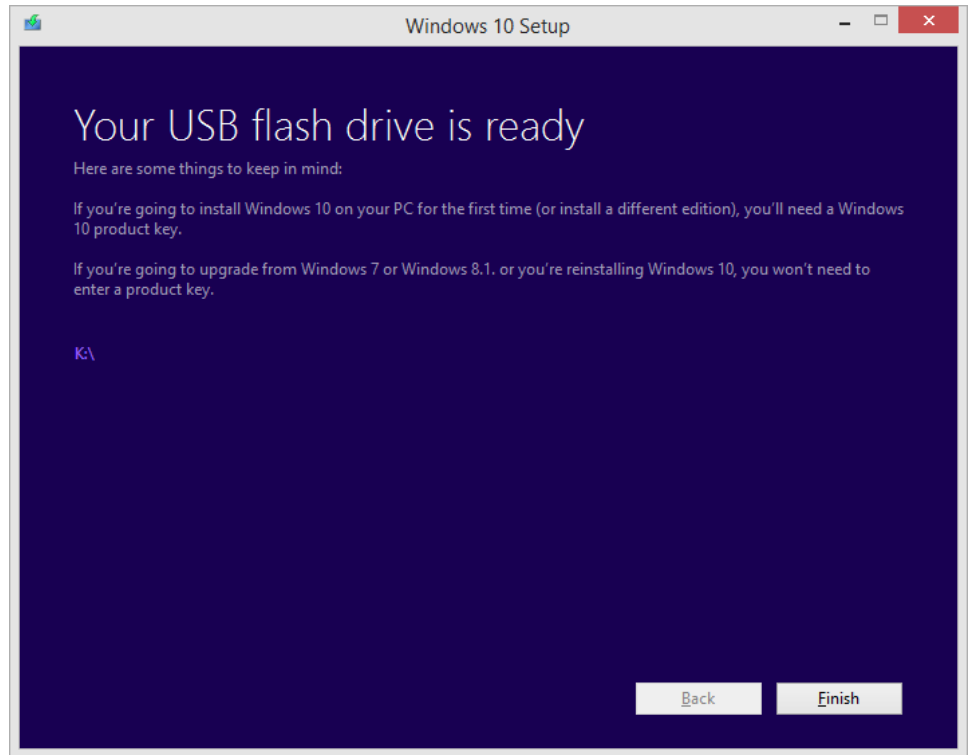 Windows 10 Setup
Your USB flash drive is ready
Here are some things to keep in mind:
If you're going to install Windows 10 on your PC for the first time (or install a different edition), you'll need a Windows
10 product key.
If you're going to upgrade from Windows 7 or Windows 8.1. or you're reinstalling Windows 10, you won't need to
enter a product key.
K:\
Back
Finish